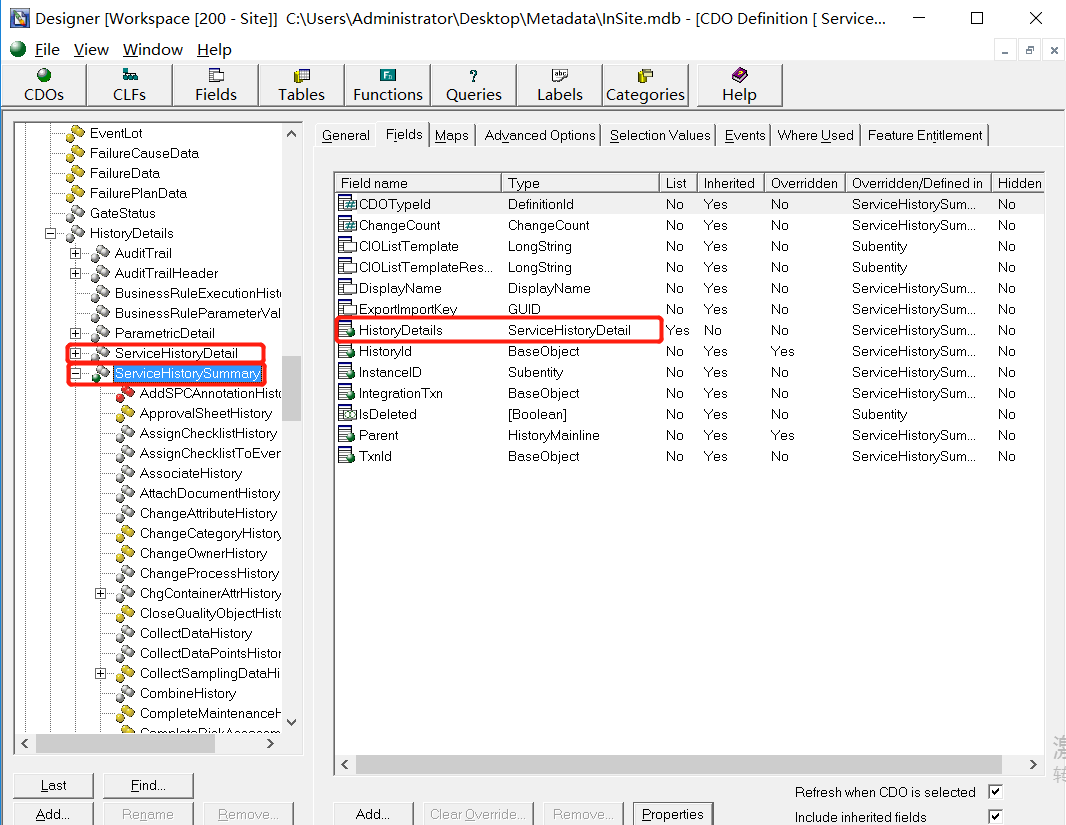 Designer [Workspace [200 - Site]]  C:\Users\Administrator\Desktop\Metadata\InSite.mdb - [CDO Definition [ Service...
File View Window Help
CDOs CLFs Fields Tables Functions Queries Labels Categories Help
EventLot
FailureCauseData
FailureData
FailurePlanData
GateStatus
HistoryDetails
AuditTrail
AuditTrailHeader
BusinessRuleExecutionHist
BusinessRuleParameterVal
ParametricDetail
ServiceHistoryDetail
ServiceHistorySummary
AddSPCAnnotationHisto
ApprovalSheetHistory
AssignChecklistHistory
AssignChecklistToEver
AssociateHistory
AttachDocumentHistory
ChangeAttributeHistory
ChangeCategoryHistory
ChangeOwnerHistory
ChangeProcessHistory
ChgContainerAttrHistory
CloseQualityObjectHisto
CollectDataHistory
CollectDataPointsHistor
CollectSamplingDataHi
CombineHistory
CompleteMaintenanceH
Last Find...
Add... Rename Remove...
General Fields Maps Advanced Options Selection Values Events Where Used Feature Entitlement
Field name Type List Inherited Overridden Overridden/Defined in Hidden
CDOTypeId DefinitionId No Yes No ServiceHistorySum... No
ChangeCount ChangeCount No Yes No ServiceHistorySum... No
CIOListTemplate LongString No Yes No Subentity No
CIOListTemplateRes... LongString No Yes No Subentity No
DisplayName DisplayName No Yes No ServiceHistorySum... No
ExportImportKey GUID No Yes No ServiceHistorySum... No
HistoryDetails ServiceHistoryDetail Yes No No ServiceHistorySum... No
HistoryId BaseObject No Yes Yes ServiceHistorySum... No
InstanceID Subentity No Yes No ServiceHistorySum... No
IntegrationTxn BaseObject No Yes No ServiceHistorySum... No
IsDeleted [Boolean] No Yes No Subentity No
Parent HistoryMainline No Yes Yes ServiceHistorySum... No
TxnId BaseObject No Yes No ServiceHistorySum... No
Add... Clear Override... Remove... Properties
Refresh when CDO is selected
Include inherited fields